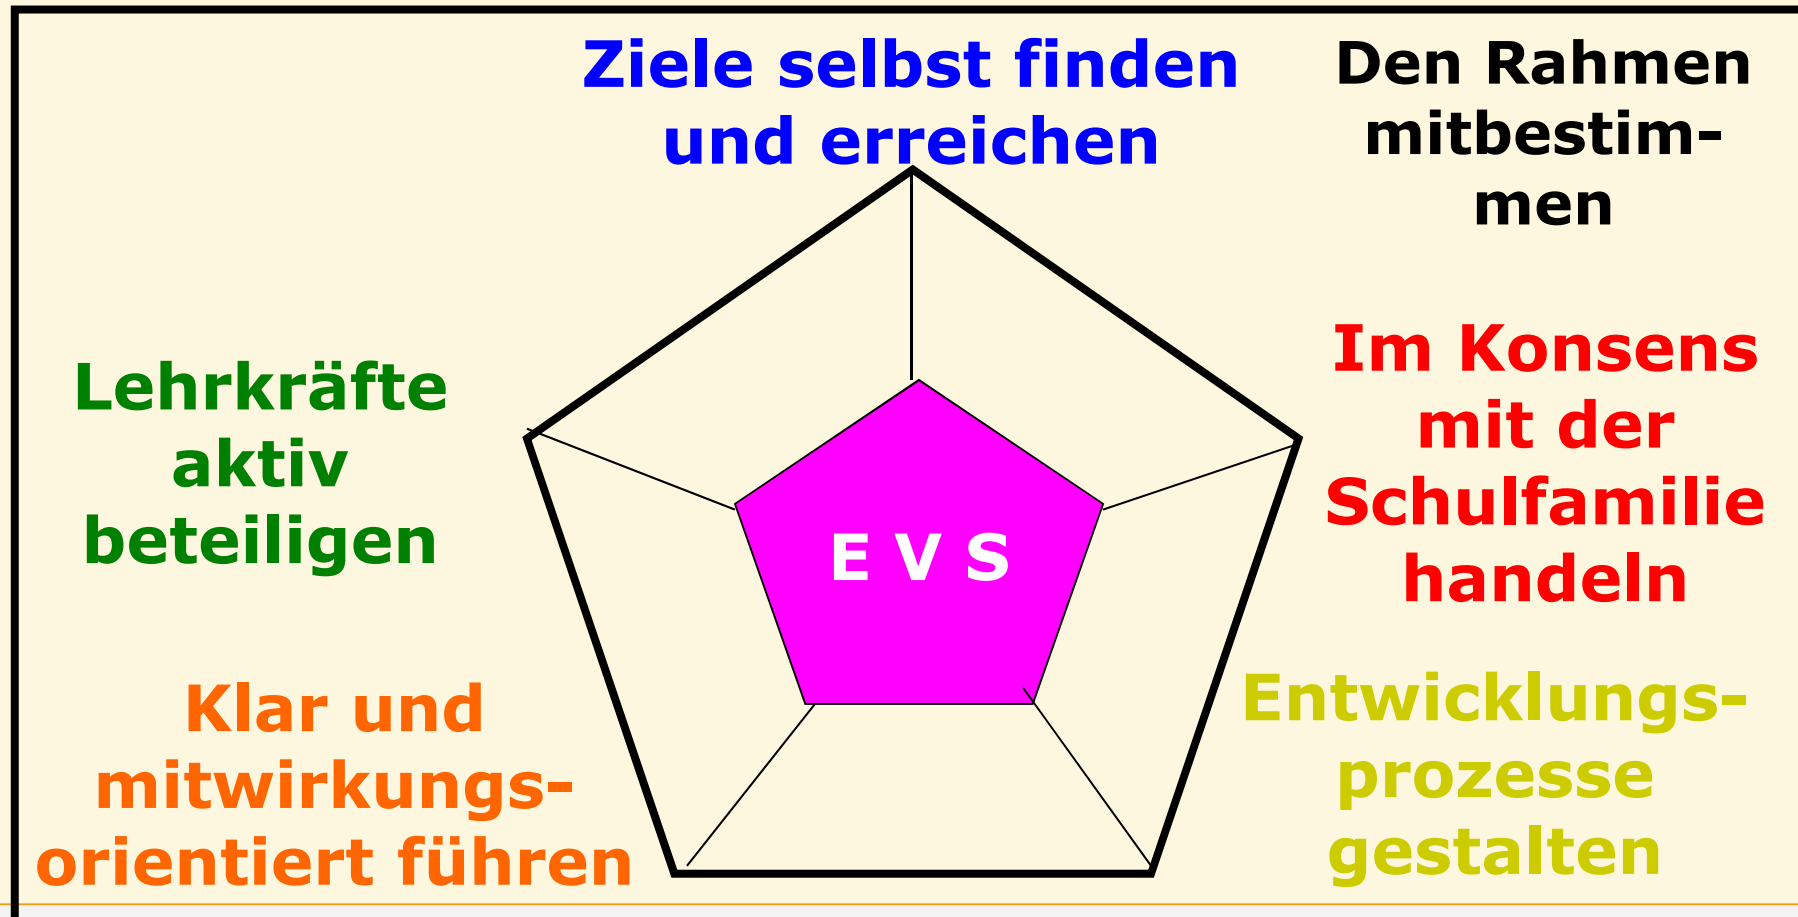 Ziele selbst finden
und erreichen
Den Rahmen
mitbestim-
men
Lehrkräfte
aktiv
beteiligen
Im Konsens
mit der
Schulfamilie
handeln
E V S
Klar und
mitwirkungs-
orientiert führen
Entwicklungs-
prozesse
gestalten